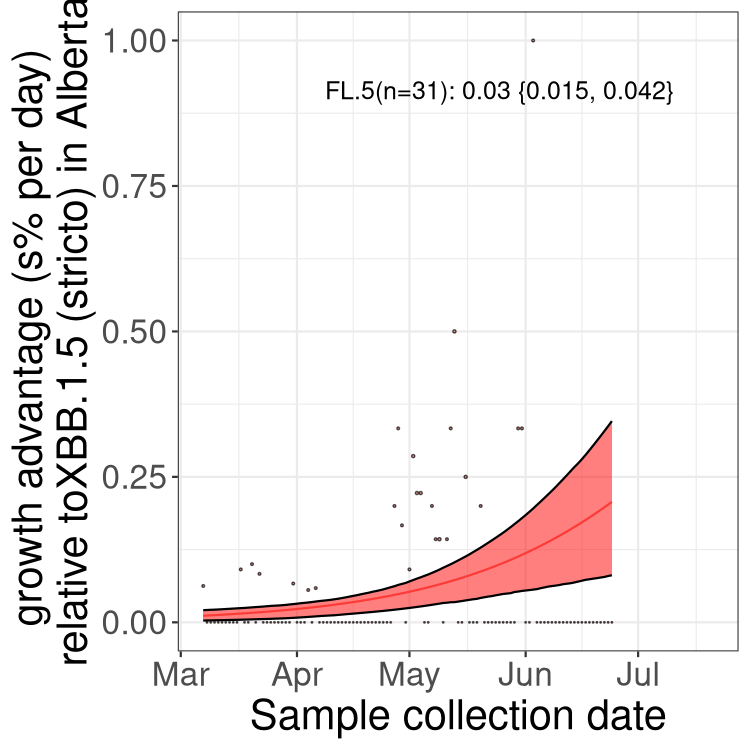 growth advantage (s% per day)
relative toXBB.1.5 (stricto) in Alberta
1.00
FL.5(n=31): 0.03 {0.015, 0.042}
0.75
0.50
0.25
0.00
Mar Apr May Jun Jul
Sample collection date